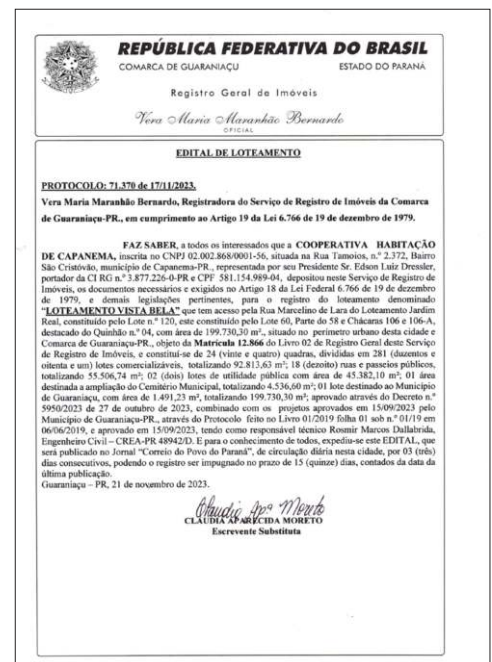 REPÚBLICA FEDERATIVA DO BRASIL
COMARCA DE GUARANIAÇU ESTADO DO PARANÁ
Registro Geral de Imóveis
Vera Maria Maranhão Bernardo
OFICIAL
EDITAL DE LOTEAMENTO
PROTOCOLO: 71.370 de 17/11/2023.
Vera Maria Maranhão Bernardo, Registradora do Serviço de Registro de Imóveis da Comarca
de Guaraniaçu-PR., em cumprimento ao Artigo 19 da Lei 6.766 de 19 de dezembro de 1979.
FAZ SABER, a todos os interessados que a COOPERATIVA HABITAÇÃO
DE CAPANEMA, inscrita no CNPJ 02.002.868/0001-56, situada na Rua Tamoios, n.º 2.372, Bairro
São Cristóvão, município de Capanema-PR., representada por seu Presidente Sr. Edson Luiz Dressler,
portador da CI RG n.º 3.877.226-0-PR e CPF 581.154.989-04, depositou neste Serviço de Registro de
Imóveis, os documentos necessários e exigidos no Artigo 18 da Lei Federal 6.766 de 19 de dezembro
de 1979, e demais legislações pertinentes, para o registro do loteamento denominado
“LOTEAMENTO VISTA BELA” que tem acesso pela Rua Marcelino de Lara do Loteamento Jardim
Real, constituído pelo Lote n.º 120, este constituído pelo Lote 60, Parte do 58 e Chácaras 106 e 106-A,
destacado do Quinhão n.º 04, com área de 199.730,30 m²., situado no perímetro urbano desta cidade e
Comarca de Guaraniaçu-PR., objeto da Matrícula 12.866 do Livro 02 de Registro Geral deste Serviço
de Registro de Imóveis, e constituí-se de 24 (vinte e quatro) quadras, divididas em 281 (duzentos e
oitenta e um) lotes comercializáveis, totalizando 92.813,63 m²; 18 (dezoito) ruas e passeios públicos,
totalizando 55.506,74 m²; 02 (dois) lotes de utilidade pública com área de 45.382,10 m²; 01 área
destinada a ampliação do Cemitério Municipal, totalizando 4.536,60 m²; 01 lote destinado ao Município
de Guaraniaçu, com área de 1.491,23 m², totalizando 199.730,30 m²; aprovado através do Decreto n.º
5950/2023 de 27 de outubro de 2023, combinado com os projetos aprovados em 15/09/2023 pelo
Município de Guaraniaçu-PR., através do Protocolo feito no Livro 01/2019 folha 01 sob n.º 01/19 em
06/06/2019, e aprovado em 15/09/2023, tendo como responsável técnico Rosmir Marcos Dallabrida,
Engenheiro Civil – CREA-PR 48942/D. E para o conhecimento de todos, expediu-se este EDITAL, que
será publicado no Jornal “Correio do Povo do Paraná”, de circulação diária nesta cidade, por 03 (três)
dias consecutivos, podendo o registro ser impugnado no prazo de 15 (quinze) dias, contados da data da
última publicação.
Guaraniaçu – PR, 21 de novembro de 2023.
Claudia Apª Moreto
CLAUDIA APARECIDA MORETO
Escrevente Substituta